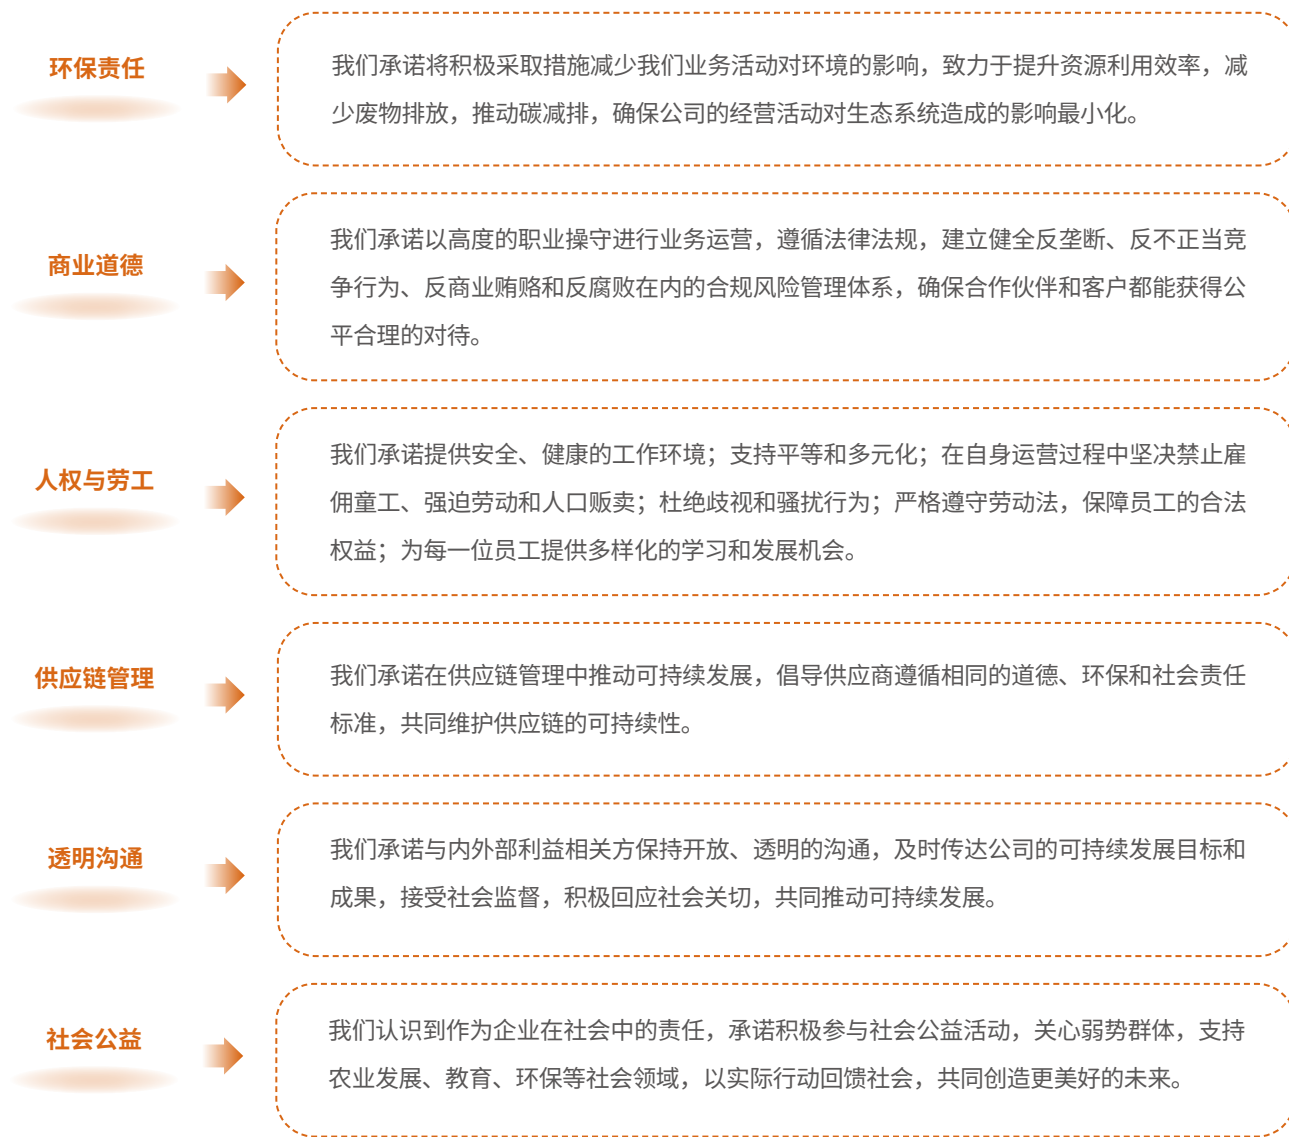 环保责任
我们承诺将积极采取措施减少我们业务活动对环境的影响，致力于提升资源利用效率，减
少废物排放，推动碳减排，确保公司的经营活动对生态系统造成的影响最小化。
商业道德
我们承诺以高度的职业操守进行业务运营，遵循法律法规，建立健全反垄断、反不正当竞
争行为、反商业贿赂和反腐败在内的合规风险管理体系，确保合作伙伴和客户都能获得公
平合理的对待。
人权与劳工
我们承诺提供安全、健康的工作环境；支持平等和多元化；在自身运营过程中坚决禁止雇
佣童工、强迫劳动和人口贩卖；杜绝歧视和骚扰行为；严格遵守劳动法，保障员工的合法
权益；为每一位员工提供多样化的学习和发展机会。
供应链管理
我们承诺在供应链管理中推动可持续发展，倡导供应商遵循相同的道德、环保和社会责任
标准，共同维护供应链的可持续性。
透明沟通
我们承诺与内外部利益相关方保持开放、透明的沟通，及时传达公司的可持续发展目标和
成果，接受社会监督，积极回应社会关切，共同推动可持续发展。
社会公益
我们认识到作为企业在社会中的责任，承诺积极参与社会公益活动，关心弱势群体，支持
农业发展、教育、环保等社会领域，以实际行动回馈社会，共同创造更美好的未来。